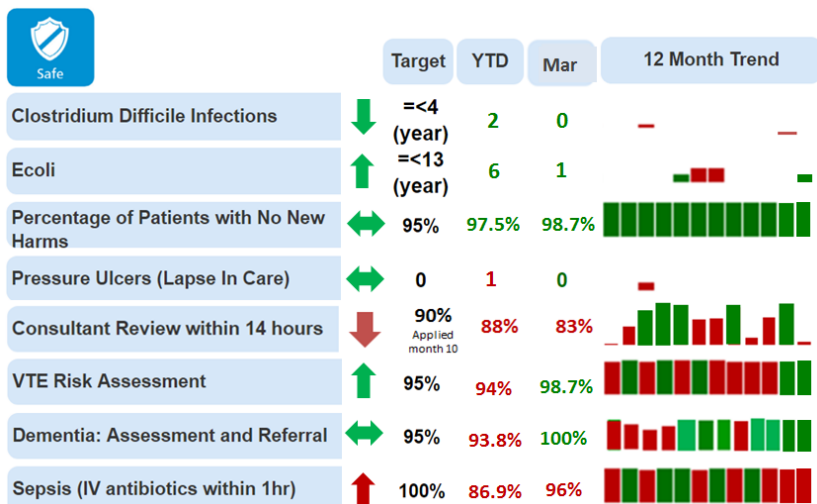 Safe
Target YTD Mar 12 Month Trend
Clostridium Difficile Infections =<4 (year) 2 0
Ecoli =<13 (year) 6 1
Percentage of Patients with No New
Harms 95% 97.5% 98.7%
Pressure Ulcers (Lapse In Care) 0 1 0
Consultant Review within 14 hours 90% Applied month 10 88% 83%
VTE Risk Assessment 95% 94% 98.7%
Dementia: Assessment and Referral 95% 93.8% 100%
Sepsis (IV antibiotics within 1hr) 100% 86.9% 96%